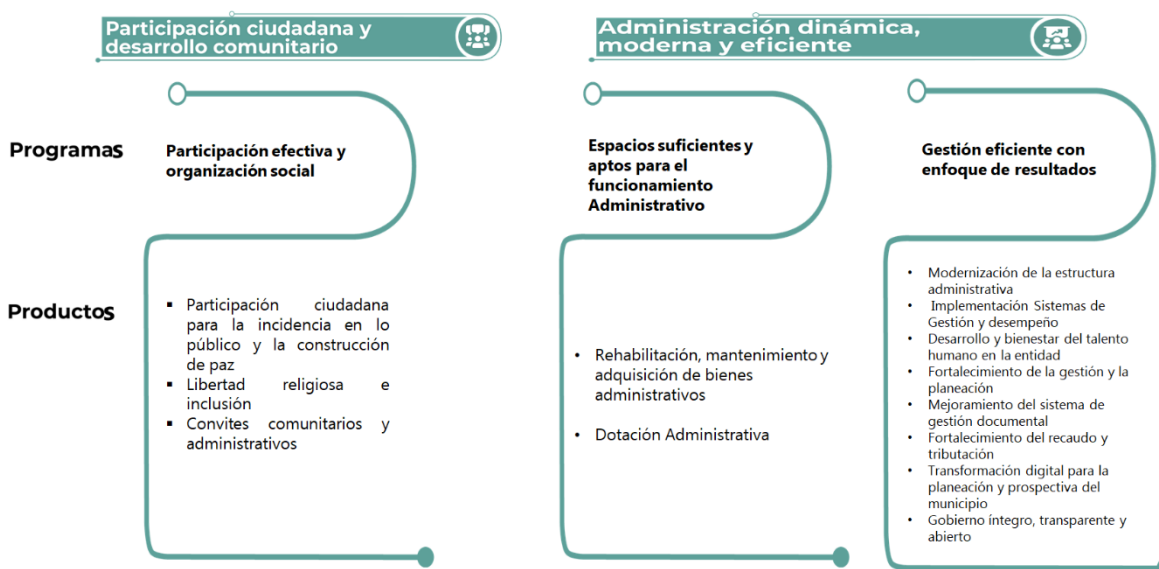 Participación ciudadana y
desarrollo comunitario
Administración dinámica,
moderna y eficiente
Programas
Participación efectiva y
organización social
Espacios suficientes y
aptos para el
funcionamiento
Administrativo
Gestión eficiente con
enfoque de resultados
Productos
▪ Participación ciudadana
para la incidencia en lo
público y la construcción
de paz
▪ Libertad religiosa e
inclusión
▪ Convites comunitarios y
administrativos
• Rehabilitación, mantenimiento y
adquisición de bienes
administrativos
• Dotación Administrativa
• Modernización de la estructura
administrativa
• Implementación Sistemas de
Gestión y desempeño
• Desarrollo y bienestar del talento
humano en la entidad
• Fortalecimiento de la gestión y la
planeación
• Mejoramiento del sistema de
gestión documental
• Fortalecimiento del recaudo y
tributación
• Transformación digital para la
planeación y prospectiva del
municipio
• Gobierno íntegro, transparente y
abierto